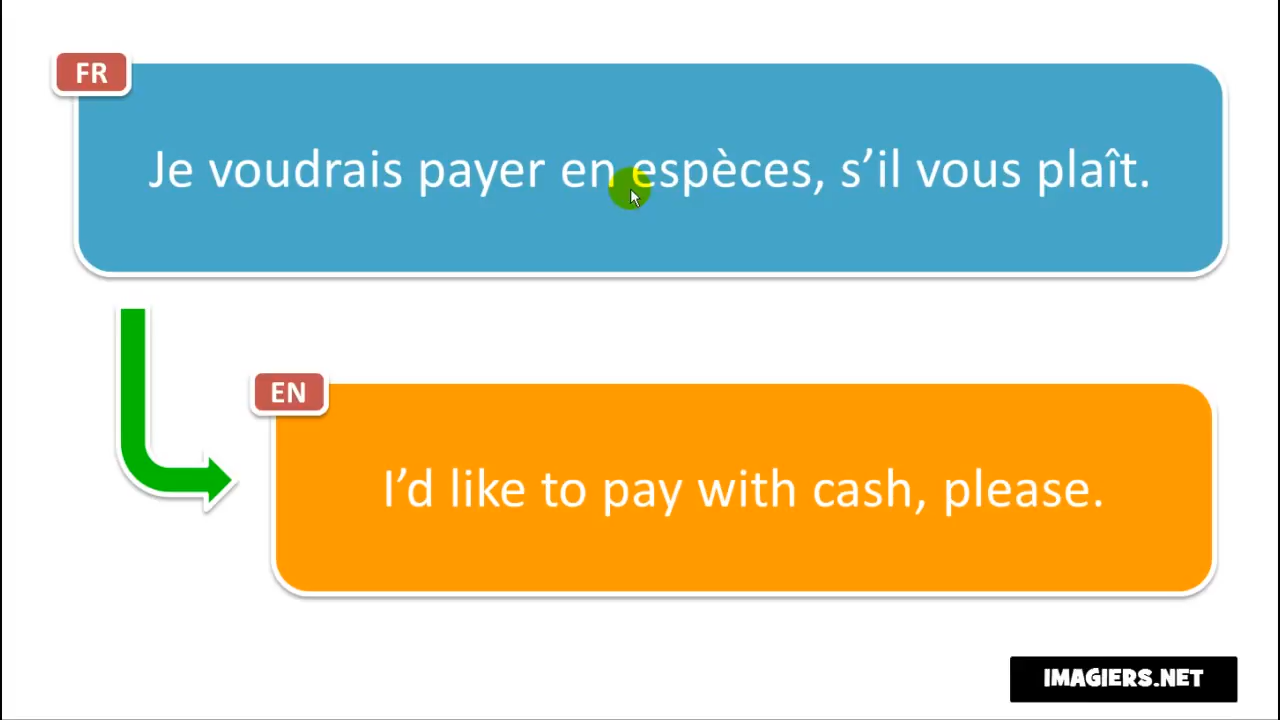 FR
Je voudrais payer en espèces, s’il vous plaît.
EN
I’d like to pay with cash, please.
IMAGIERS.NET